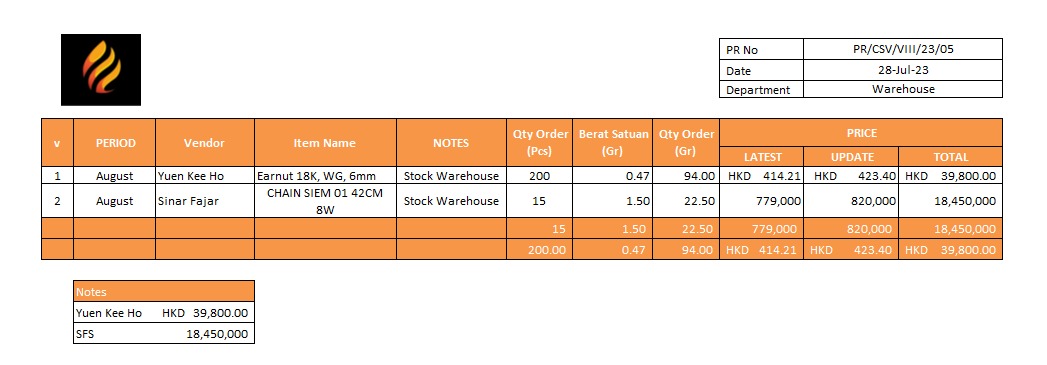 PR No PR/CSV/VIII/23/05
Date 28-Jul-23
Department Warehouse
v PERIOD Vendor Item Name NOTES Qty Order (Pcs) Berat Satuan (Gr) Qty Order (Gr) PRICE
LATEST UPDATE TOTAL
1 August Yuen Kee Ho Earnut 18K, WG, 6mm Stock Warehouse 200 0.47 94.00 HKD 414.21 HKD 423.40 HKD 39,800.00
2 August Sinar Fajar CHAIN SIEM 01 42CM 8W Stock Warehouse 15 1.50 22.50 779,000 820,000 18,450,000
15 1.50 22.50 779,000 820,000 18,450,000
200.00 0.47 94.00 HKD 414.21 HKD 423.40 HKD 39,800.00
Notes
Yuen Kee Ho HKD 39,800.00
SFS 18,450,000